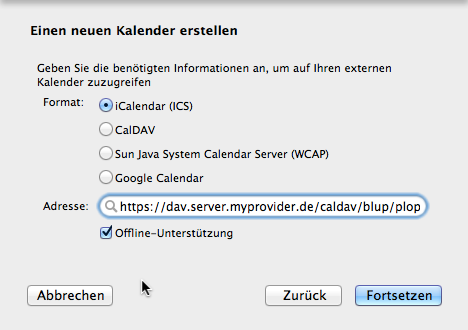 Einen neuen Kalender erstellen
Geben Sie die benötigten Informationen an, um auf Ihren externen
Kalender zuzugreifen
Format: iCalendar (ICS)
CalDAV
Sun Java System Calendar Server (WCAP)
Google Calendar
Adresse: https://dav.server.myprovider.de/caldav/blup/plop
Offline-Unterstützung
Abbrechen Zurück Fortsetzen